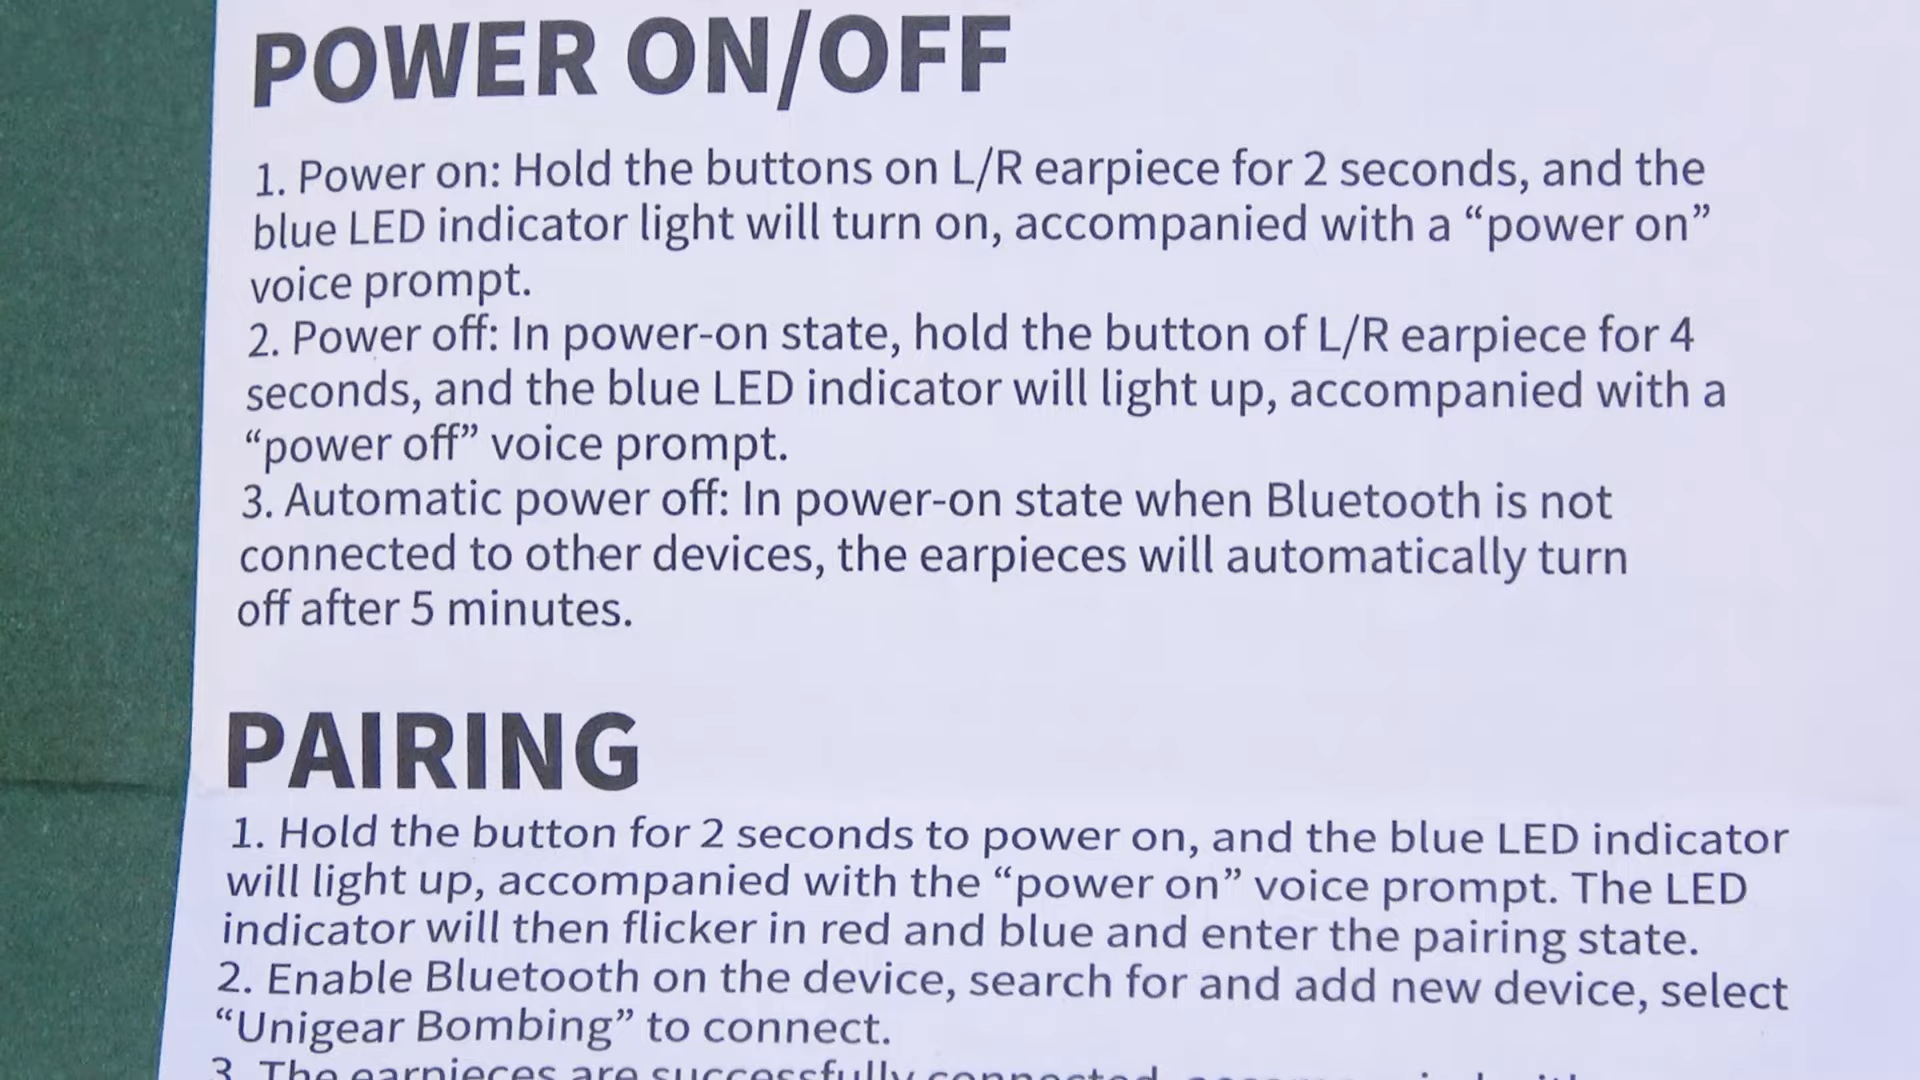 POWER ON/OFF
1. Power on: Hold the buttons on L/R earpiece for 2 seconds, and the
blue LED indicator light will turn on, accompanied with a “power on”
voice prompt.
2. Power off: In power-on state, hold the button of L/R earpiece for 4
seconds, and the blue LED indicator will light up, accompanied with a
“power off” voice prompt.
3. Automatic power off: In power-on state when Bluetooth is not
connected to other devices, the earpieces will automatically turn
off after 5 minutes.
PAIRING
1. Hold the button for 2 seconds to power on, and the blue LED indicator
will light up, accompanied with the “power on” voice prompt. The LED
indicator will then flicker in red and blue and enter the pairing state.
2. Enable Bluetooth on the device, search for and add new device, select
“Unigear Bombing” to connect.
3. The earpieces are successfully connected,